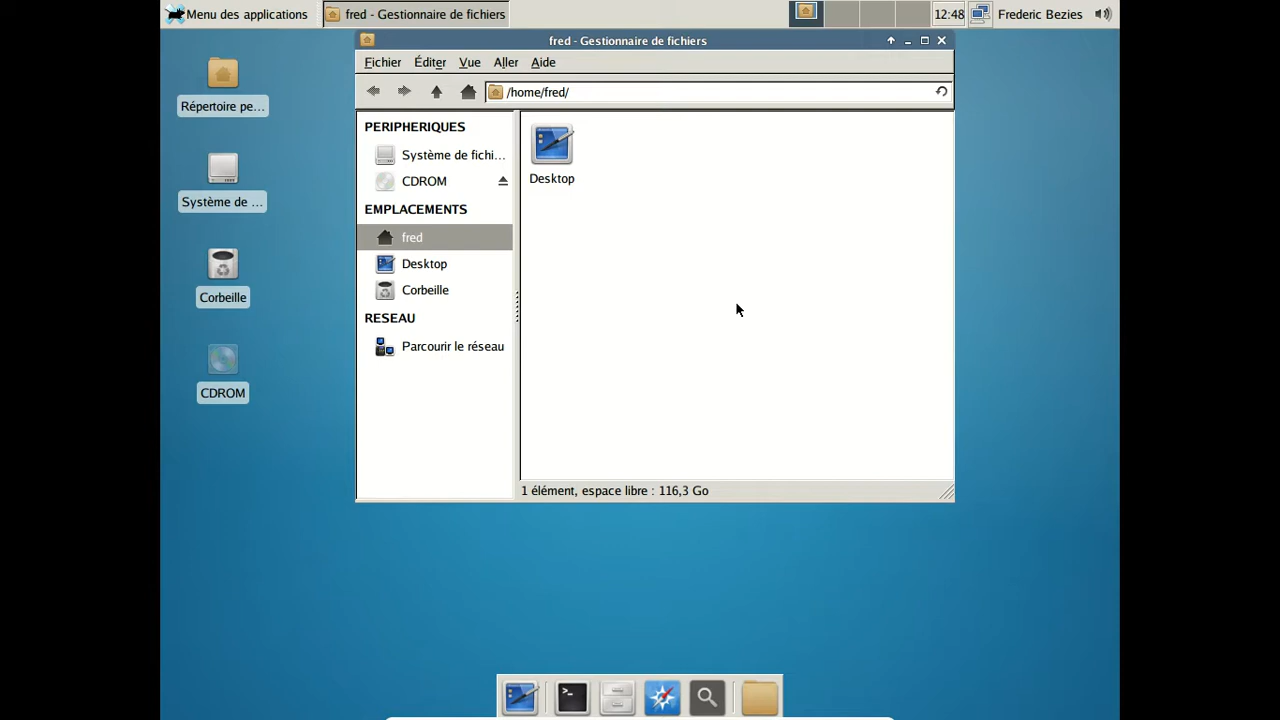 Menu des applications
fred - Gestionnaire de fichiers
12:48
Frederic Bezies
fred - Gestionnaire de fichiers
Fichier Éditer Vue Aller Aide
/home/fred/
Répertoire pe...
Système de ...
Corbeille
CDROM
PERIPHERIQUES
Système de fichi...
CDROM
EMPLACEMENTS
fred
Desktop
Corbeille
RESEAU
Parcourir le réseau
Desktop
1 élément, espace libre : 116,3 Go